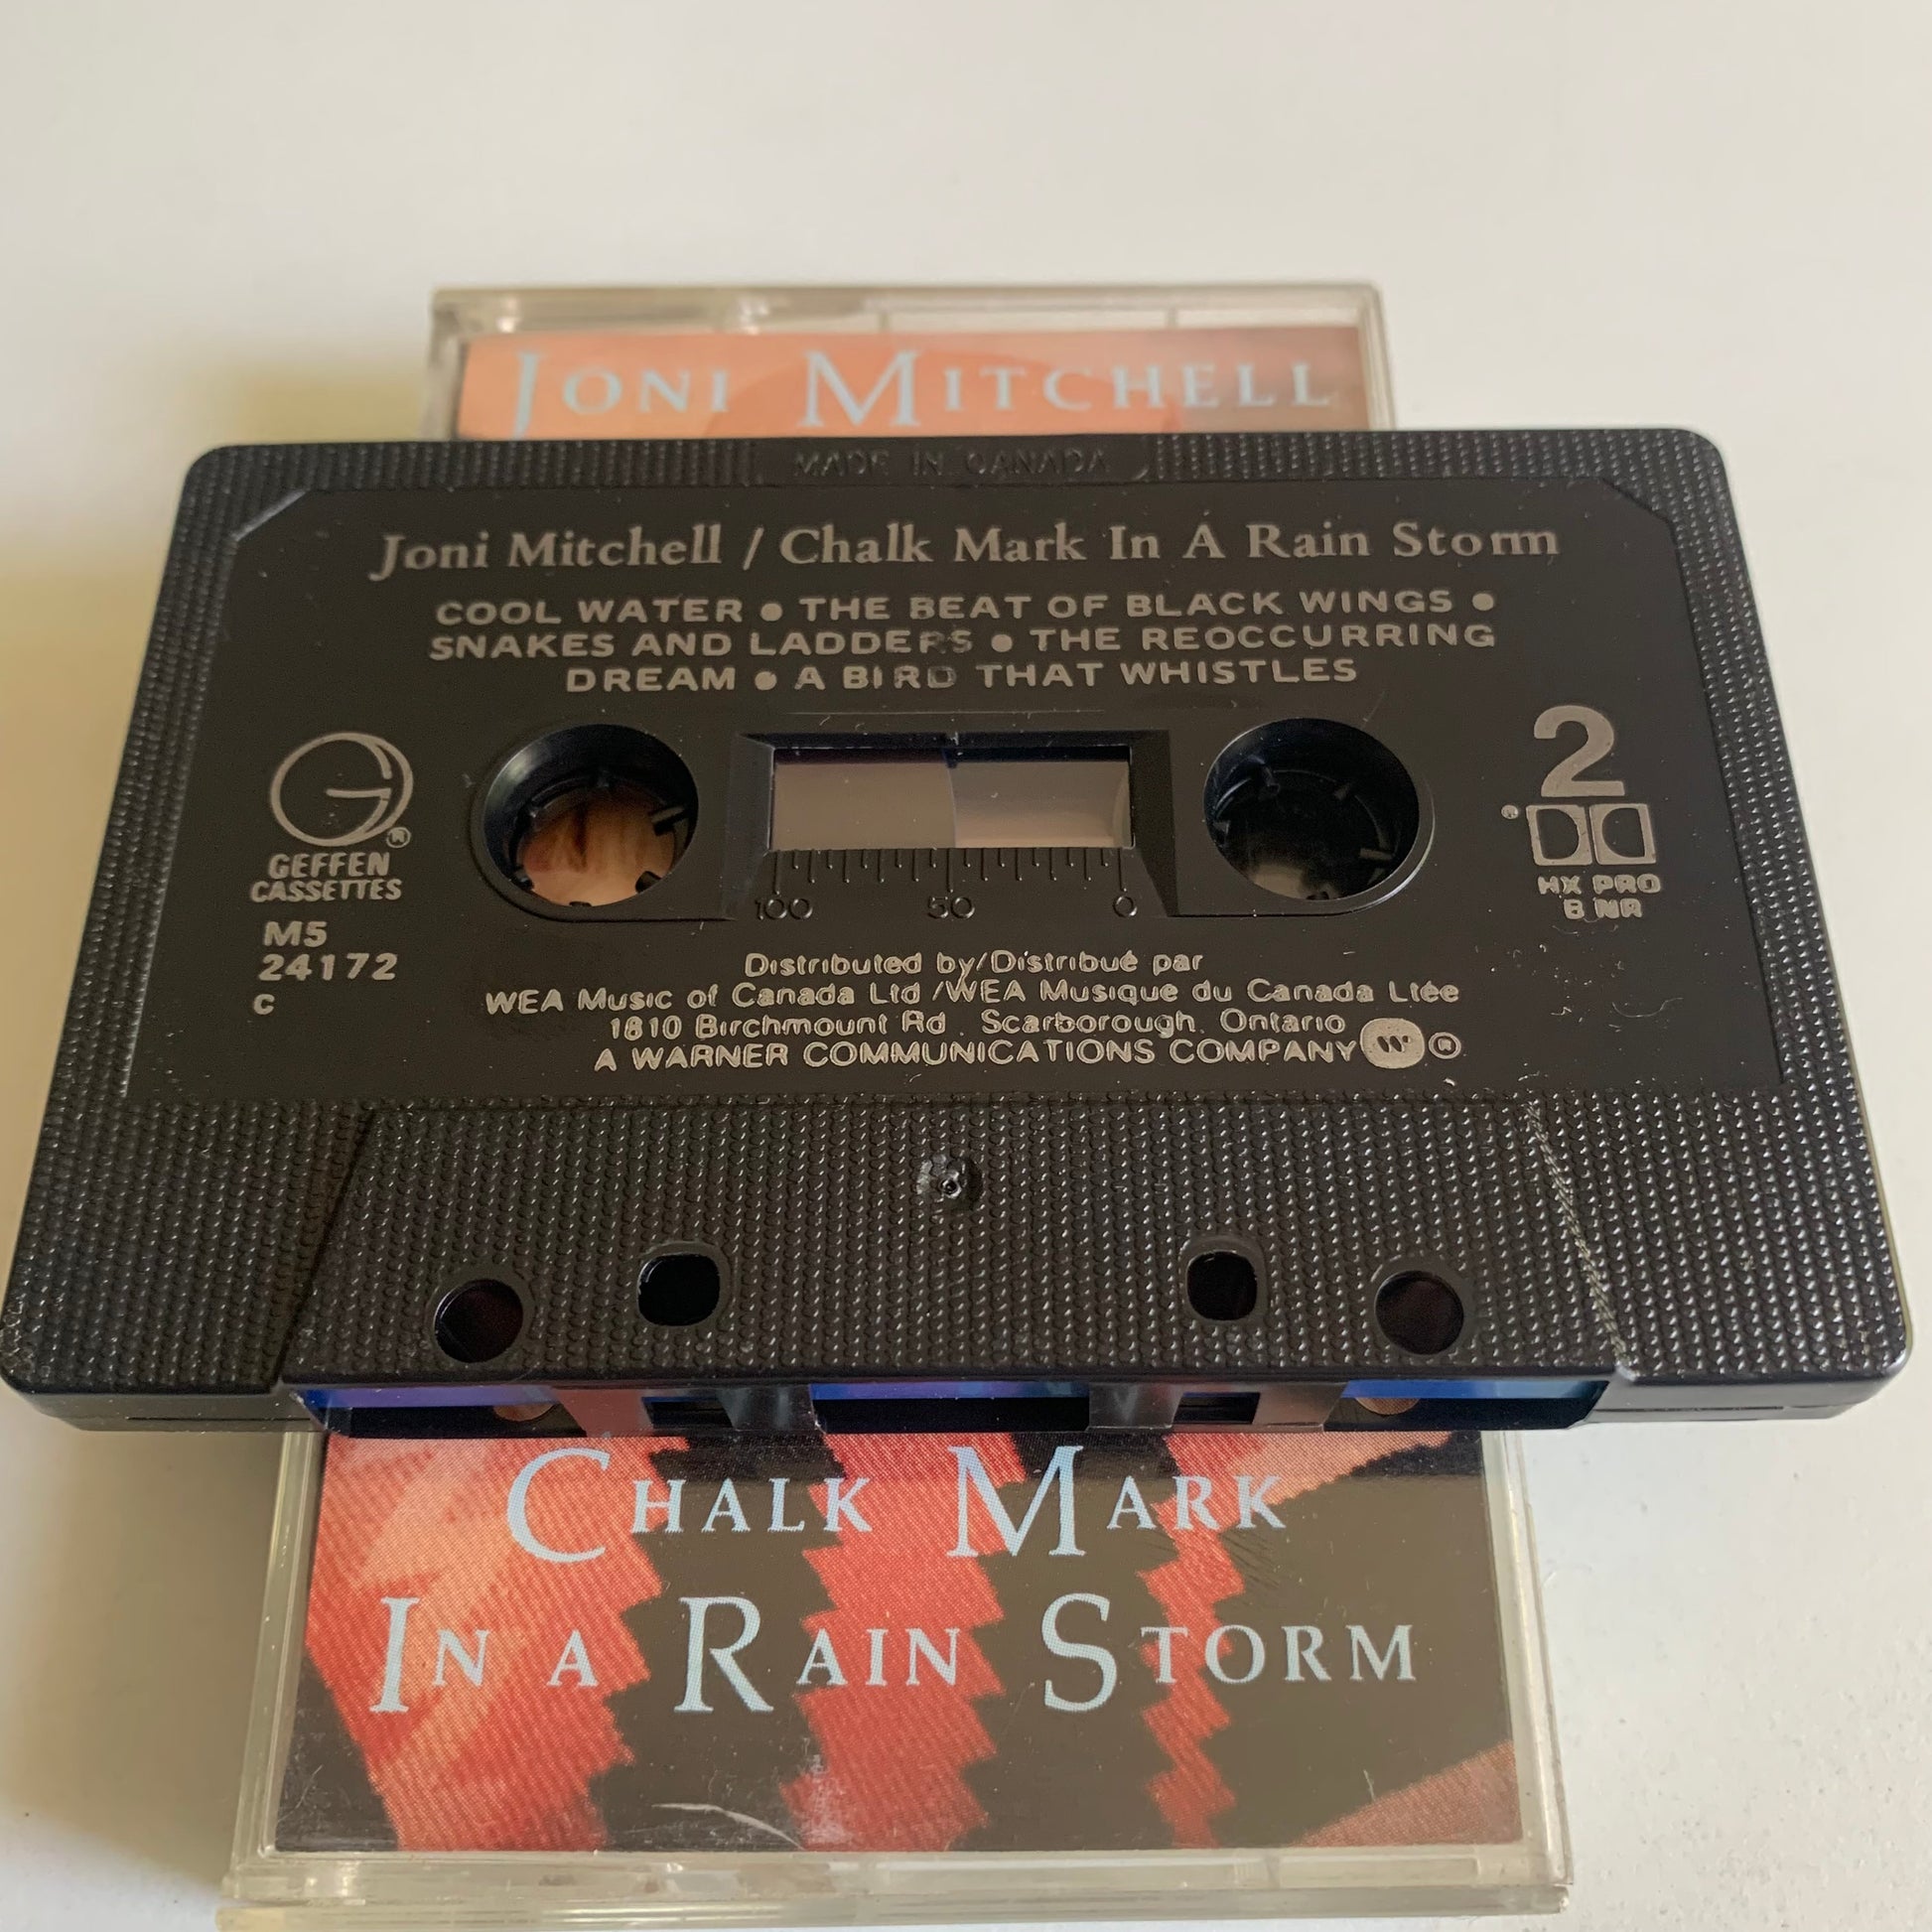 JONI MITCHELL
MADE IN CANADA
Joni Mitchell / Chalk Mark In A Rain Storm
COOL WATER • THE BEAT OF BLACK WINGS •
SNAKES AND LADDERS • THE REOCCURRING
DREAM • A BIRD THAT WHISTLES
G®
GEFFEN
CASSETTES
M5
24172
c
100 50 0
2
®
HX PRO
B NR
Distributed by/Distribué par
WEA Music of Canada Ltd /WEA Musique du Canada Ltée
1810 Birchmount Rd. Scarborough, Ontario
A WARNER COMMUNICATIONS COMPANY W ®
CHALK MARK
IN A RAIN STORM